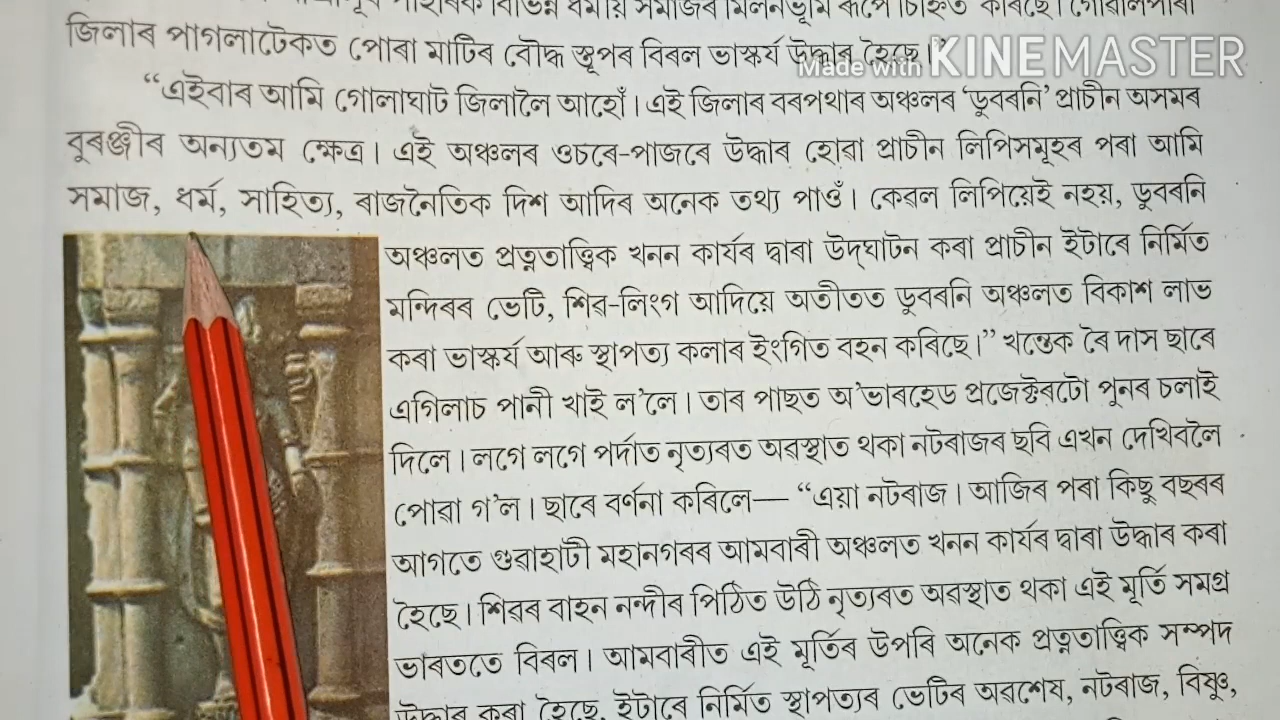 জিলাৰ পাগলাটেকত পোৰা মাটিৰ বৌদ্ধ স্তূপৰ বিৰল ভাস্কৰ্য উদ্ধাৰ হৈছে।
Made with KINEMASTER
“এইবাৰ আমি গোলাঘাট জিলালৈ আহোঁ। এই জিলাৰ বৰপথাৰ অঞ্চলৰ ‘ডুবৰনি’ প্ৰাচীন অসমৰ
বুৰঞ্জীৰ অন্যতম ক্ষেত্ৰ। এই অঞ্চলৰ ওচৰে-পাজৰে উদ্ধাৰ হোৱা প্ৰাচীন লিপিসমূহৰ পৰা আমি
সমাজ, ধৰ্ম, সাহিত্য, ৰাজনৈতিক দিশ আদিৰ অনেক তথ্য পাওঁ। কেৱল লিপিয়েই নহয়, ডুবৰনি
অঞ্চলত প্ৰত্নতাত্ত্বিক খনন কাৰ্যৰ দ্বাৰা উদ্‌ঘাটন কৰা প্ৰাচীন ইটাৰে নিৰ্মিত
মন্দিৰৰ ভেটি, শিৱ-লিংগ আদিয়ে অতীতত ডুবৰনি অঞ্চলত বিকাশ লাভ
কৰা ভাস্কৰ্য আৰু স্থাপত্য কলাৰ ইংগিত বহন কৰিছে।” খন্তেক ৰৈ দাস ছাৰে
এগিলাচ পানী খাই ল’লে। তাৰ পাছত অ’ভাৰহেড প্ৰজেক্টৰটো পুনৰ চলাই
দিলে। লগে লগে পৰ্দাত নৃত্যৰত অৱস্থাত থকা নটৰাজৰ ছবি এখন দেখিবলৈ
পোৱা গ’ল। ছাৰে বৰ্ণনা কৰিলে— “এয়া নটৰাজ। আজিৰ পৰা কিছু বছৰৰ
আগতে গুৱাহাটী মহানগৰৰ আমবাৰী অঞ্চলত খনন কাৰ্যৰ দ্বাৰা উদ্ধাৰ কৰা
হৈছে। শিৱৰ বাহন নন্দীৰ পিঠিত উঠি নৃত্যৰত অৱস্থাত থকা এই মূৰ্তি সমগ্ৰ
ভাৰততে বিৰল। আমবাৰীত এই মূৰ্তিৰ উপৰি অনেক প্ৰত্নতাত্ত্বিক সম্পদ
উদ্ধাৰ কৰা হৈছে, ইটাৰে নিৰ্মিত স্থাপত্যৰ ভেটিৰ অৱশেষ, নটৰাজ, বিষ্ণু,